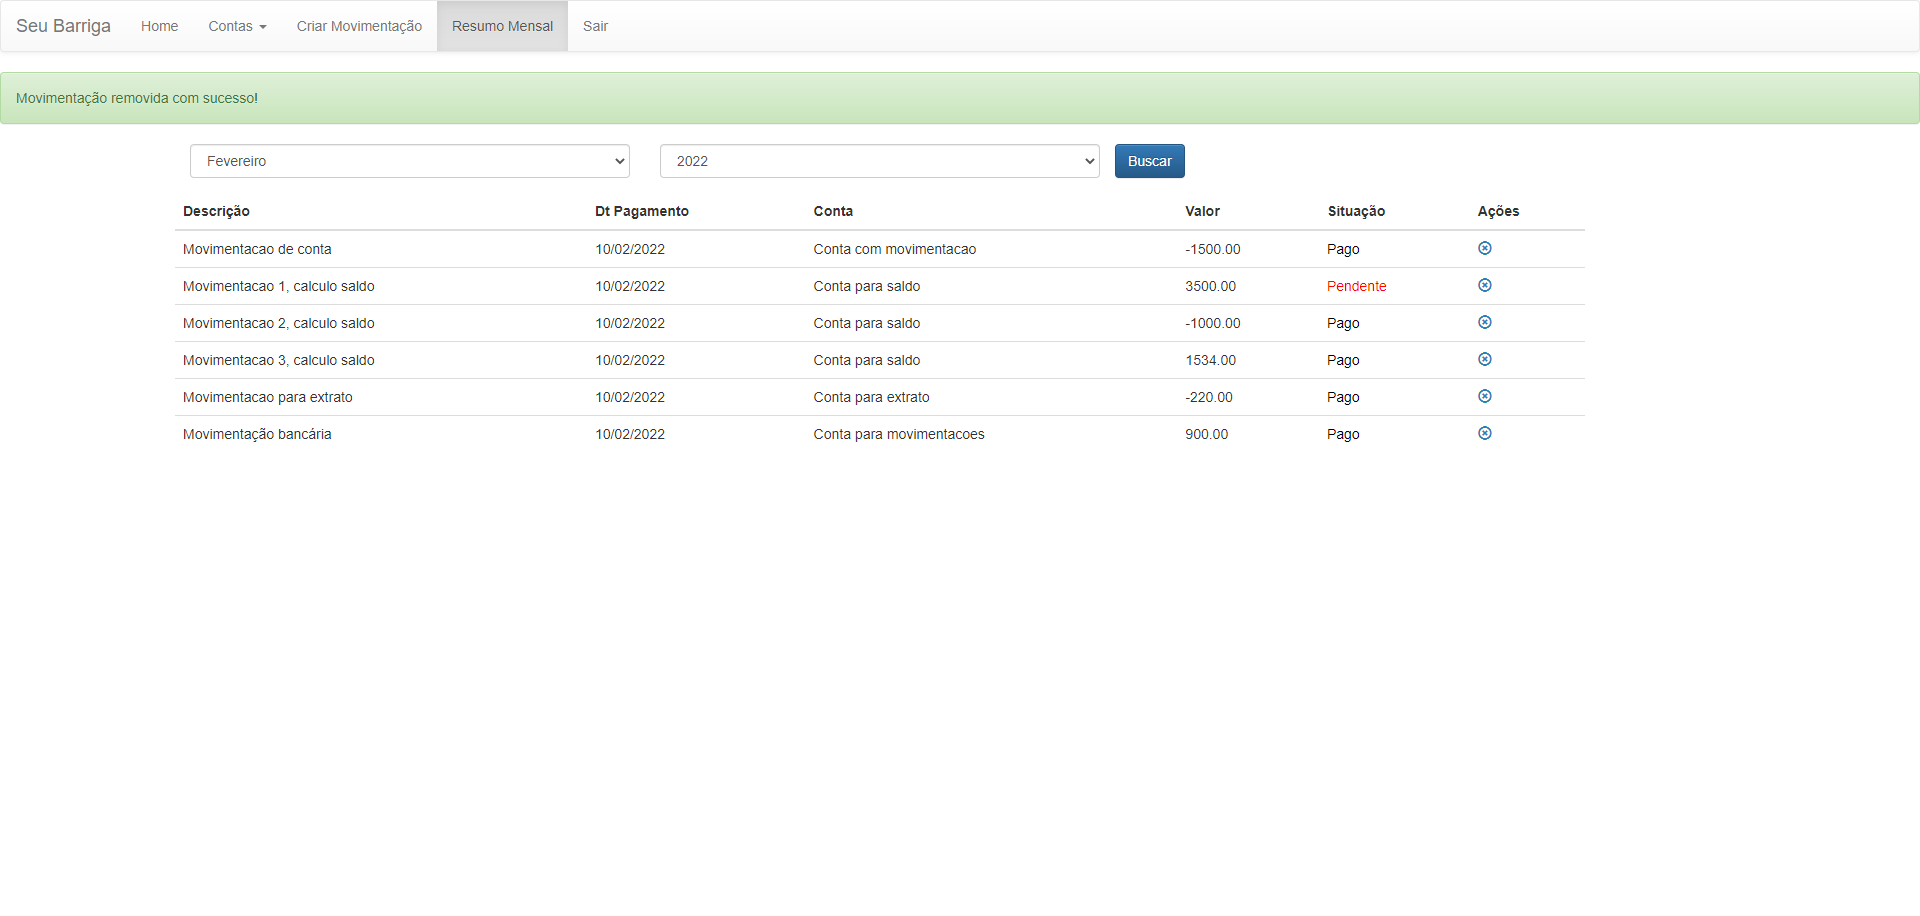 Seu Barriga Home Contas Criar Movimentação Resumo Mensal Sair
Movimentação removida com sucesso!
Fevereiro 2022 Buscar
Descrição Dt Pagamento Conta Valor Situação Ações
Movimentacao de conta 10/02/2022 Conta com movimentacao -1500.00 Pago
Movimentacao 1, calculo saldo 10/02/2022 Conta para saldo 3500.00 Pendente
Movimentacao 2, calculo saldo 10/02/2022 Conta para saldo -1000.00 Pago
Movimentacao 3, calculo saldo 10/02/2022 Conta para saldo 1534.00 Pago
Movimentacao para extrato 10/02/2022 Conta para extrato -220.00 Pago
Movimentação bancária 10/02/2022 Conta para movimentacoes 900.00 Pago